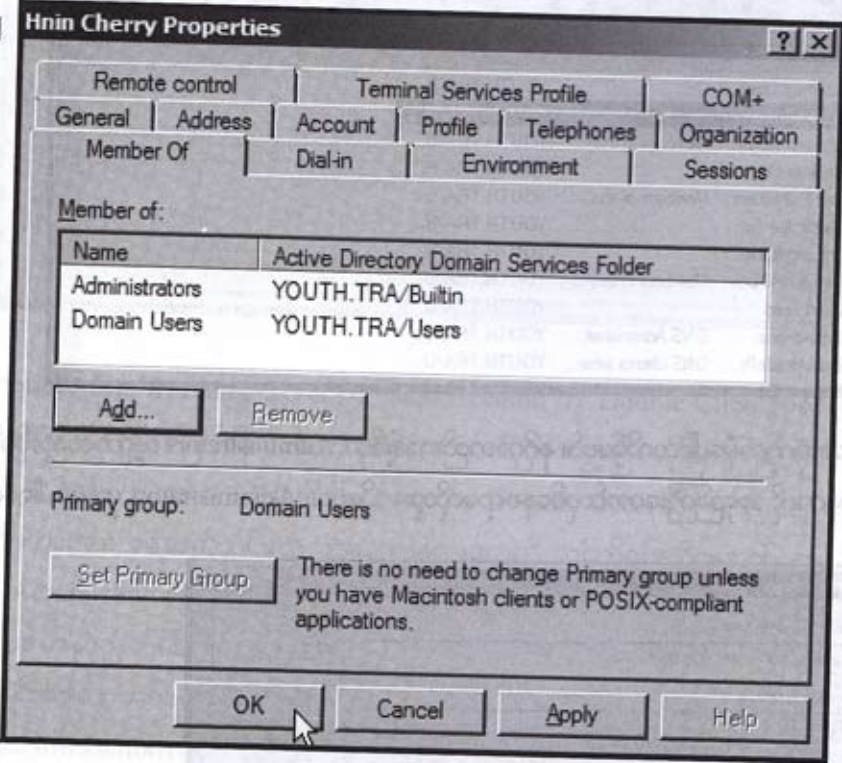 Hnin Cherry Properties
Remote control Terminal Services Profile COM+
General Address Account Profile Telephones Organization
Member Of Dial-in Environment Sessions
Member of:
Name Active Directory Domain Services Folder
Administrators YOUTH.TRA/Builtin
Domain Users YOUTH.TRA/Users
Add... Remove
Primary group: Domain Users
Set Primary Group There is no need to change Primary group unless
you have Macintosh clients or POSIX-compliant
applications.
OK Cancel Apply Help